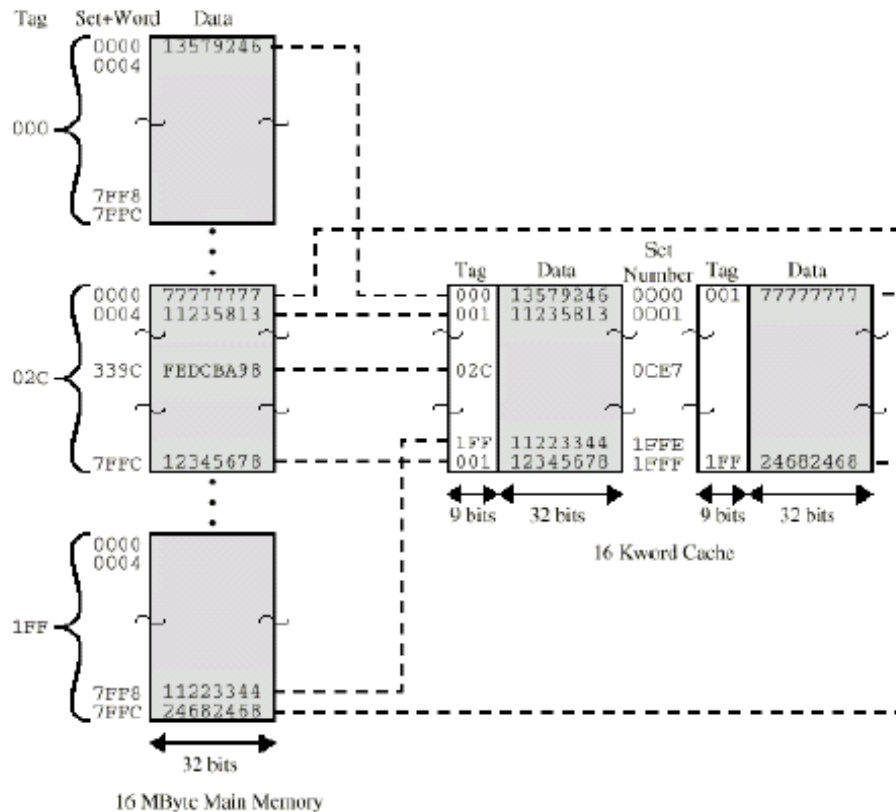 Tag Set+Word Data
0000 13579246
0004
000
7FF8
7FFC
0000 77777777
0004 11235813
02C 339C FEDCBA98
7FFC 12345678
0000
0004
1FF
7FF8 11223344
7FFC 24682468
32 bits
16 MByte Main Memory
Set
Tag Data Number Tag Data
000 13579246 0000 001 77777777
001 11235813 0001
02C 0CE7
1FF 11223344 1FFE
001 12345678 1FFF 1FF 24682468
9 bits 32 bits 9 bits 32 bits
16 Kword Cache